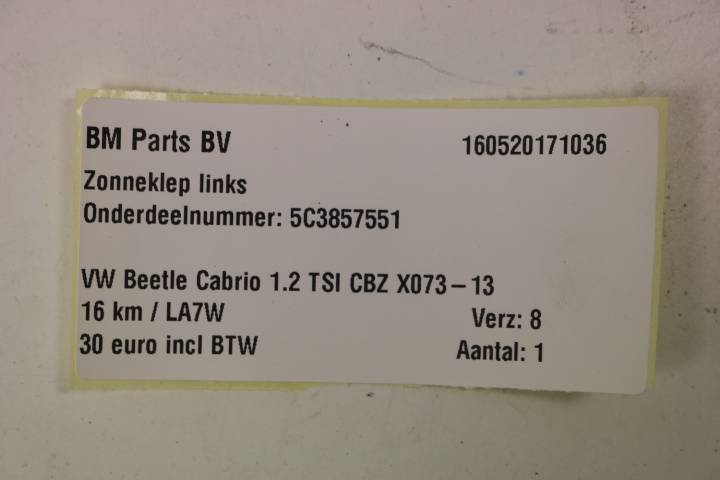 BM Parts BV 160520171036
Zonneklep links
Onderdeelnummer: 5C3857551
VW Beetle Cabrio 1.2 TSI CBZ X073-13
16 km / LA7W Verz: 8
30 euro incl BTW Aantal: 1